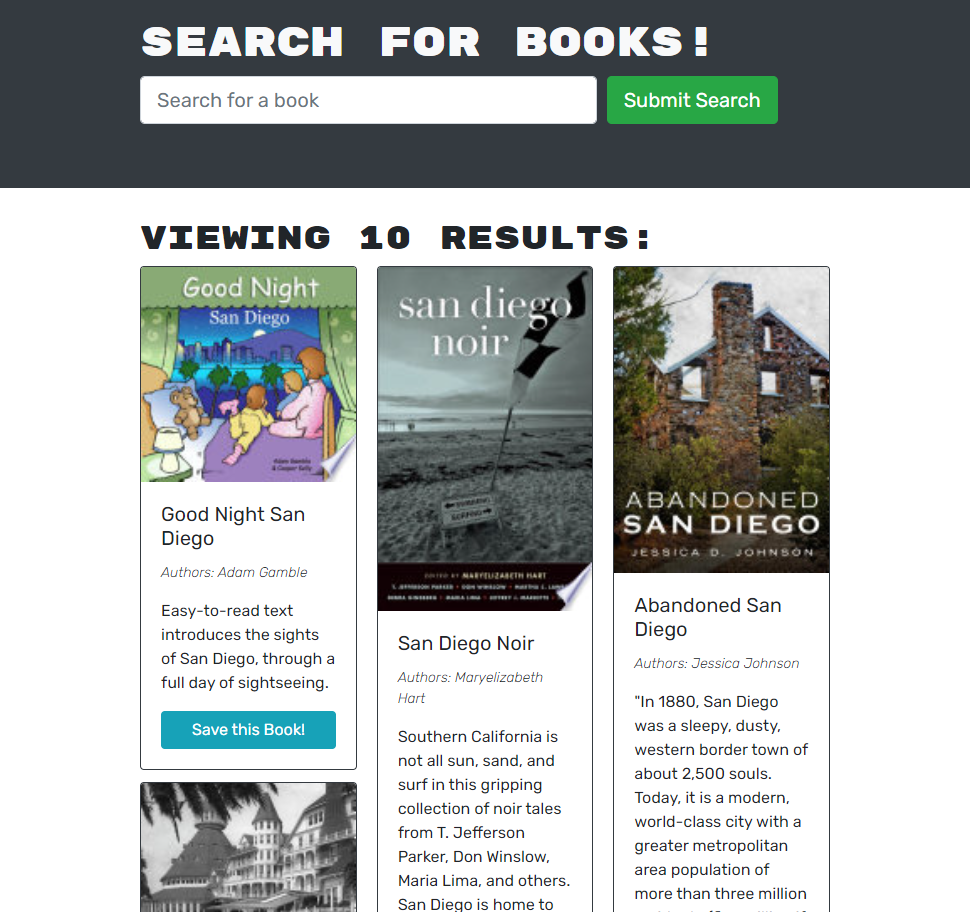 SEARCH FOR BOOKS!
Search for a book
Submit Search
VIEWING 10 RESULTS:
Good Night
San Diego
Adam Gamble
Good Night San
Diego
Authors: Adam Gamble
Easy-to-read text
introduces the sights
of San Diego, through a
full day of sightseeing.
Save this Book!
san diego
noir
EDITED BY MARYELIZABETH HART
T. JEFFERSON PARKER • DON WINSLOW •
San Diego Noir
Authors: Maryelizabeth
Hart
Southern California is
not all sun, sand, and
surf in this gripping
collection of noir tales
from T. Jefferson
Parker, Don Winslow,
Maria Lima, and others.
San Diego is home to
ABANDONED
SAN DIEGO
JESSICA D. JOHNSON
Abandoned San
Diego
Authors: Jessica Johnson
"In 1880, San Diego
was a sleepy, dusty,
western border town of
about 2,500 souls.
Today, it is a modern,
world-class city with a
greater metropolitan
area population of
more than three million